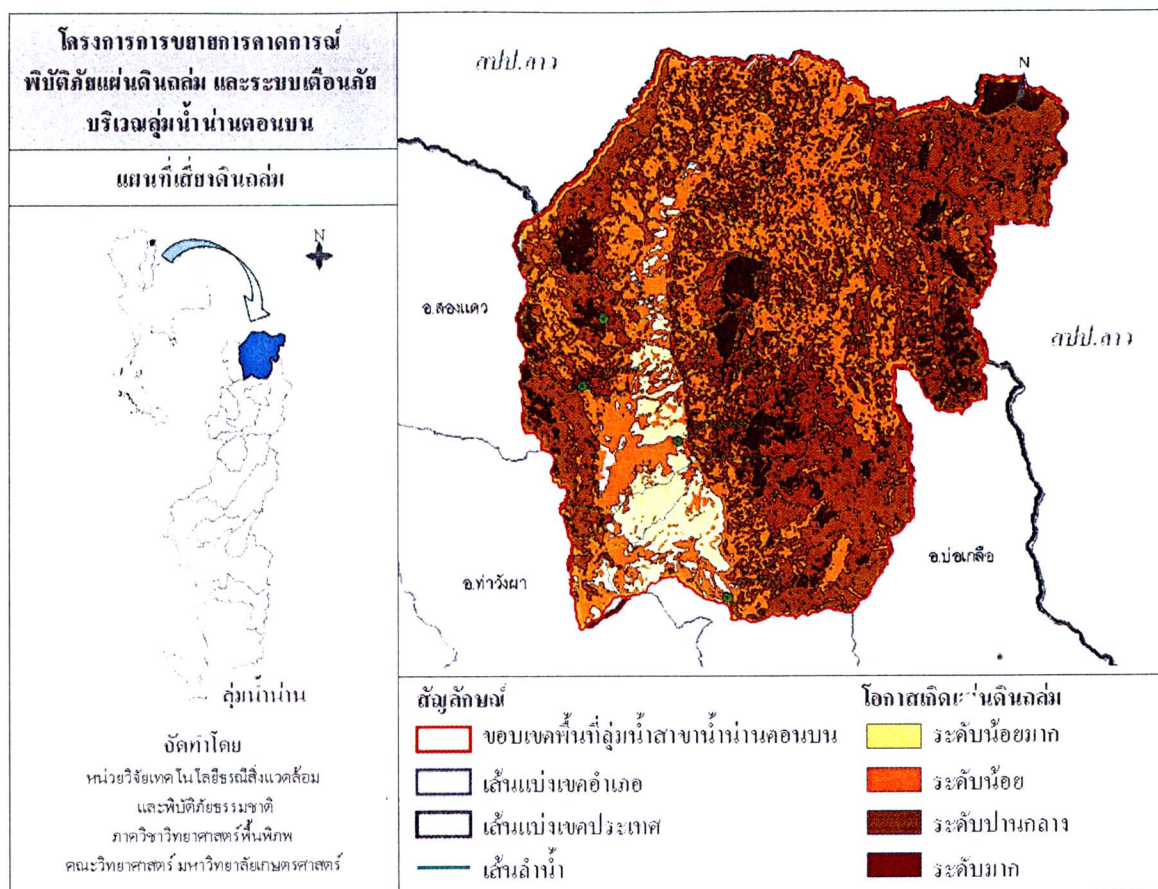 โครงการการขยายการคาดการณ์
พิบัติภัยแผ่นดินถล่ม และระบบเตือนภัย
บริเวณลุ่มน้ำน่านตอนบน
แผนที่เสี่ยงดินถล่ม
N
ลุ่มน้ำน่าน
จัดทำโดย
หน่วยวิจัยเทคโนโลยีธรณีสิ่งแวดล้อม
และพิบัติภัยธรรมชาติ
ภาควิชาวิทยาศาสตร์พื้นพิภพ
คณะวิทยาศาสตร์ มหาวิทยาลัยเกษตรศาสตร์
สปป.ลาว
N
อ.สองแคว
สปป.ลาว
อ.ท่าวังผา
อ.บ่อเกลือ
สัญลักษณ์
ขอบเขตพื้นที่ลุ่มน้ำสาขาน้ำน่านตอนบน
เส้นแบ่งเขตอำเภอ
เส้นแบ่งเขตประเทศ
เส้นลำน้ำ
โอกาสเกิดแผ่นดินถล่ม
ระดับน้อยมาก
ระดับน้อย
ระดับปานกลาง
ระดับมาก